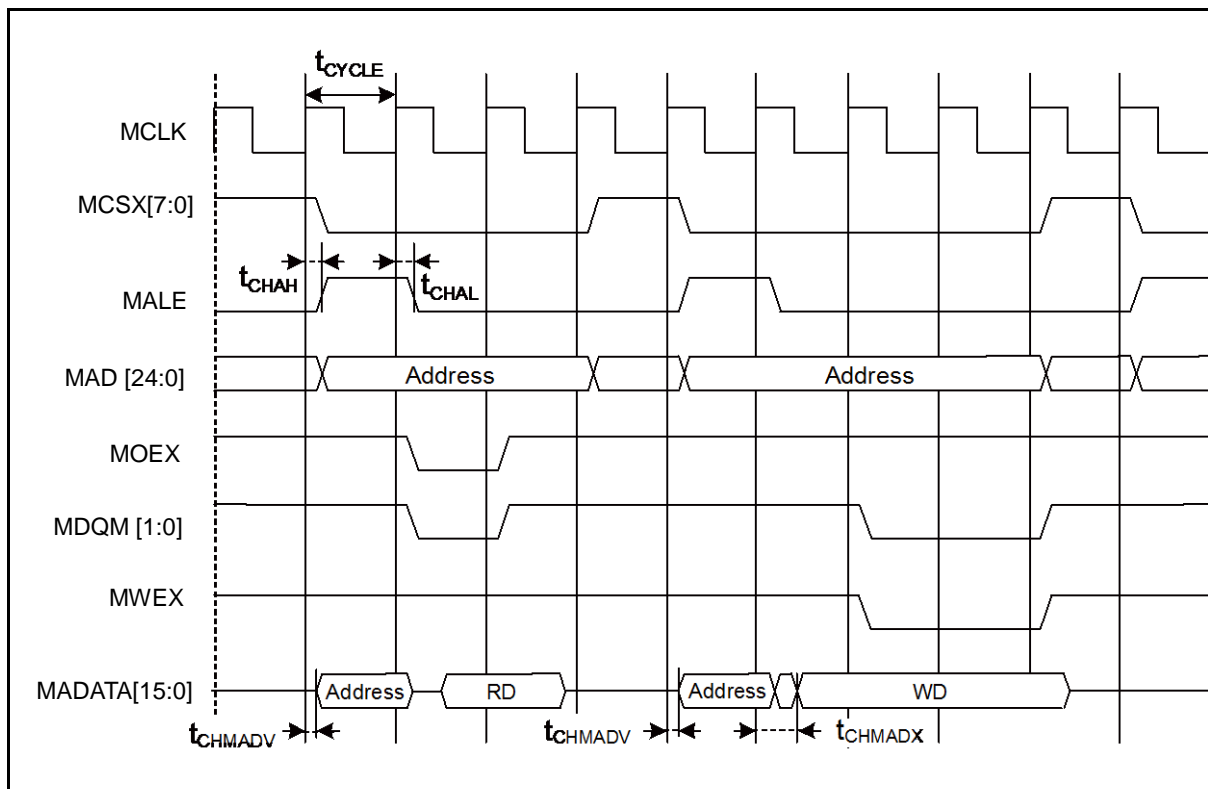 tCYCLE
MCLK
MCSX[7:0]
tCHAH
tCHAL
MALE
MAD [24:0]
Address
Address
MOEX
MDQM [1:0]
MWEX
MADATA[15:0]
Address
RD
Address
WD
tCHMADV
tCHMADV
tCHMADX